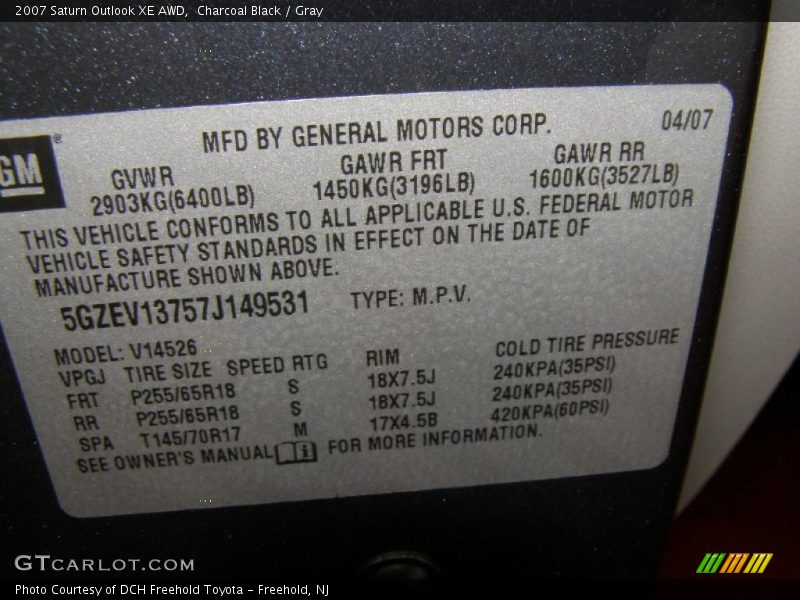 2007 Saturn Outlook XE AWD,  Charcoal Black / Gray
04/07
MFD BY GENERAL MOTORS CORP.
GM®
GVWR GAWR FRT GAWR RR
2903KG(6400LB) 1450KG(3196LB) 1600KG(3527LB)
THIS VEHICLE CONFORMS TO ALL APPLICABLE U.S. FEDERAL MOTOR
VEHICLE SAFETY STANDARDS IN EFFECT ON THE DATE OF
MANUFACTURE SHOWN ABOVE.
5GZEV13757J149531 TYPE: M.P.V.
MODEL: V14526
VPGJ TIRE SIZE SPEED RTG RIM COLD TIRE PRESSURE
FRT P255/65R18 S 18X7.5J 240KPA(35PSI)
RR P255/65R18 S 18X7.5J 240KPA(35PSI)
SPA T145/70R17 M 17X4.5B 420KPA(60PSI)
SEE OWNER'S MANUAL i FOR MORE INFORMATION.
GTCARLOT.COM
Photo Courtesy of DCH Freehold Toyota - Freehold, NJ